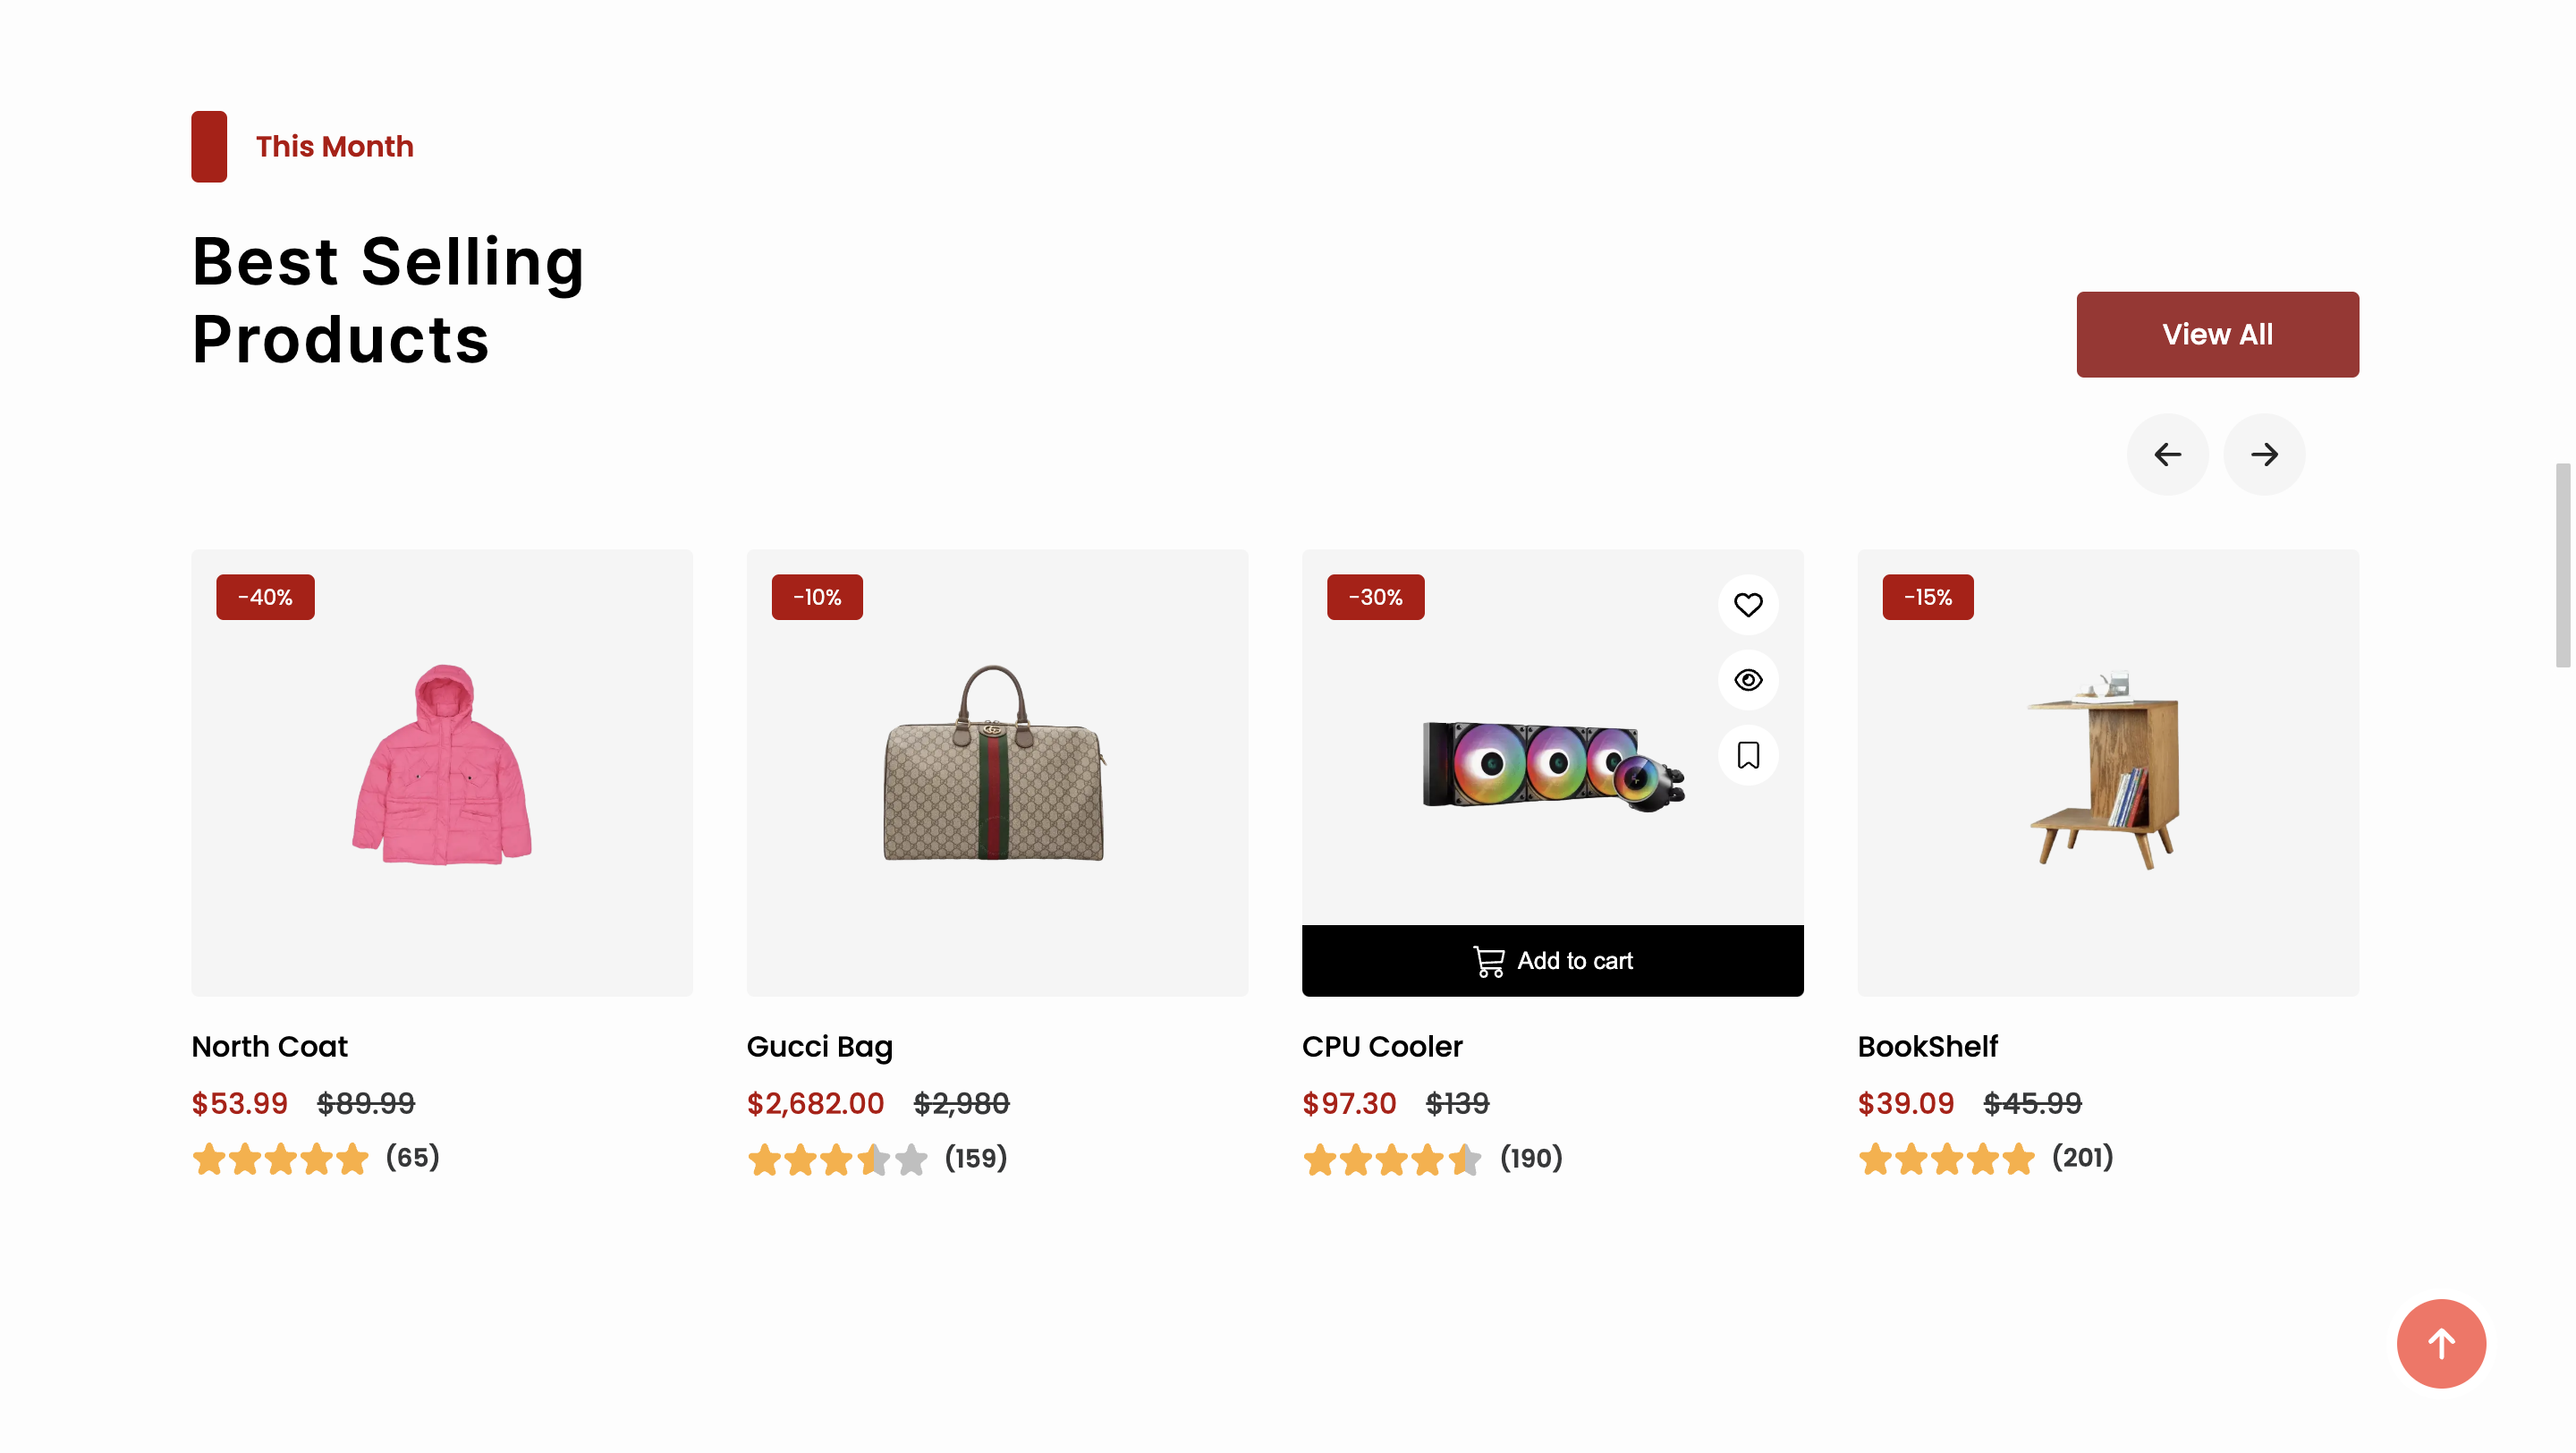 This Month
Best Selling
Products
View All
-40%
-10%
-30%
-15%
Add to cart
North Coat
Gucci Bag
CPU Cooler
BookShelf
$53.99 $89.99
$2,682.00 $2,980
$97.30 $139
$39.09 $45.99
(65)
(159)
(190)
(201)